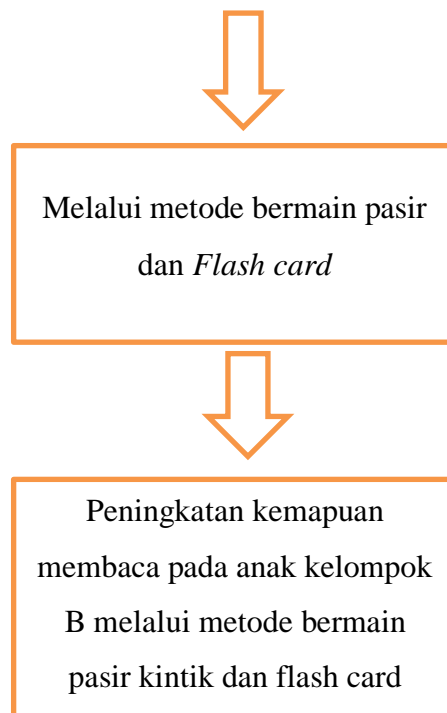 Melalui metode bermain pasir
dan Flash card
Peningkatan kemapuan
membaca pada anak kelompok
B melalui metode bermain
pasir kintik dan flash card